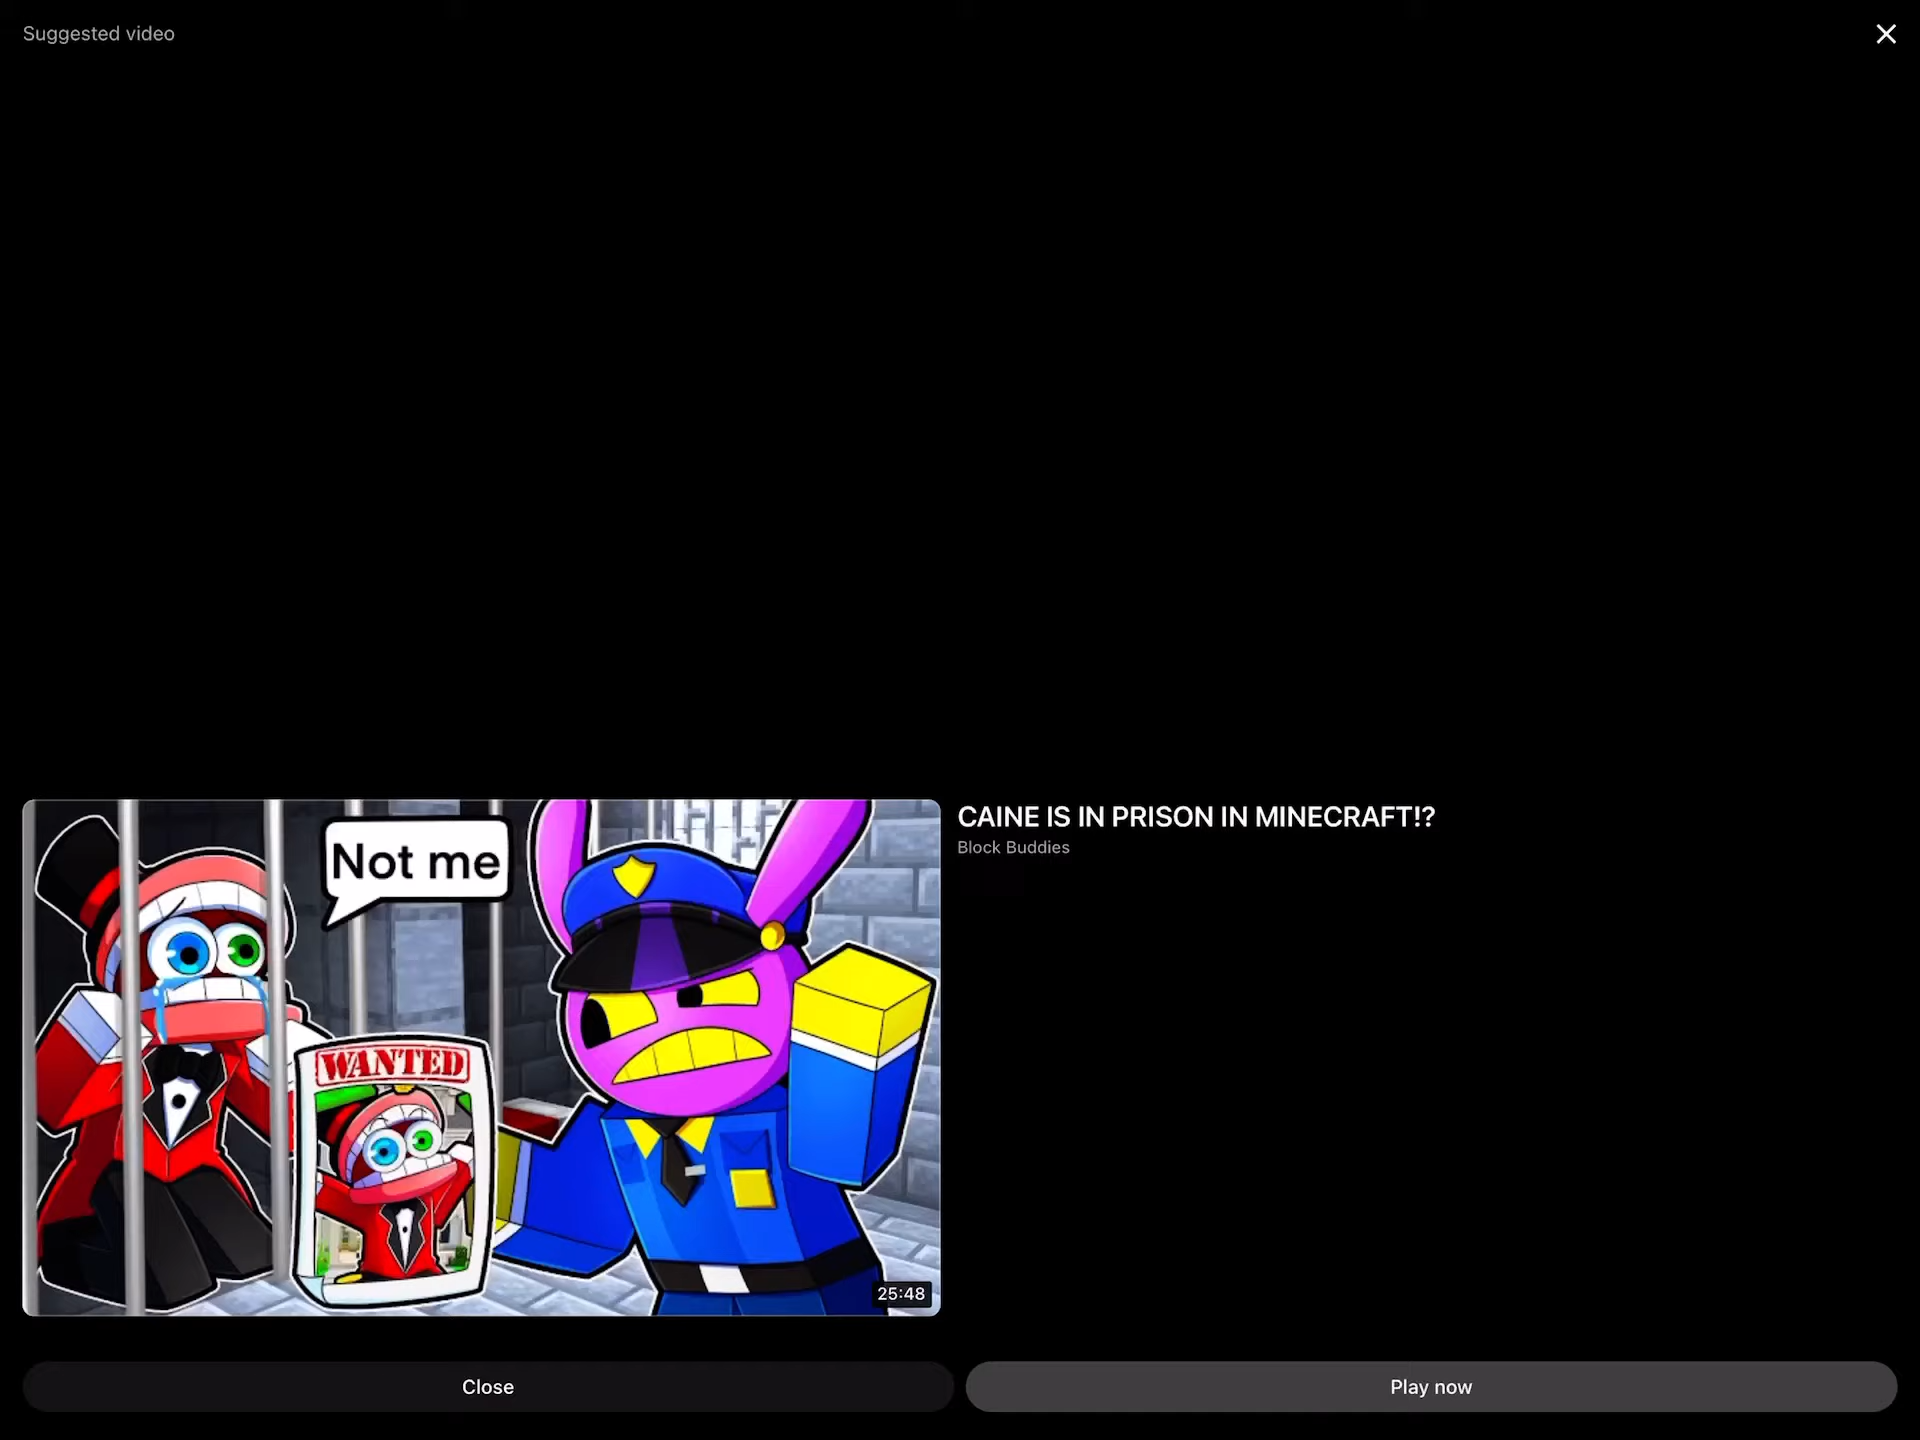 Suggested video
Not me
WANTED
25:48
CAINE IS IN PRISON IN MINECRAFT!?
Block Buddies
Close
Play now